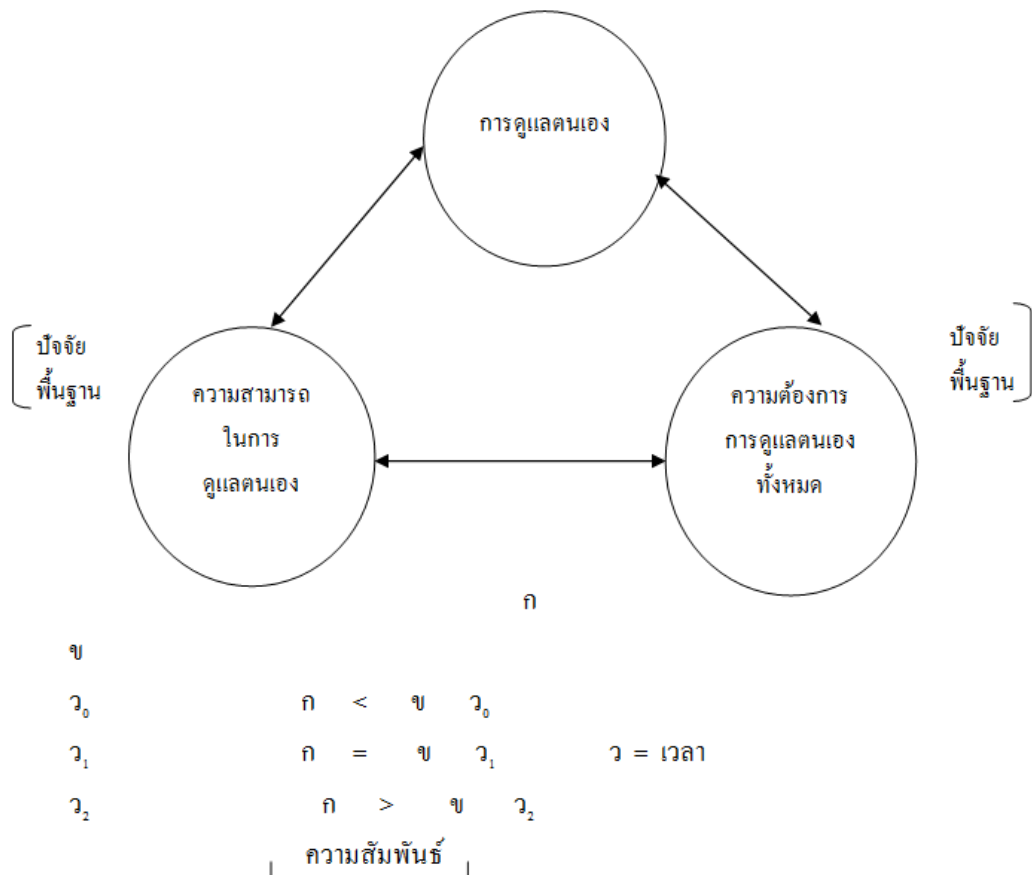 การดูแลตนเอง
ปัจจัย
พื้นฐาน
ความสามารถ
ในการ
ดูแลตนเอง
ความต้องการ
การดูแลตนเอง
ทั้งหมด
ปัจจัย
พื้นฐาน
ก
ข
ว₀ ก < ข ว₀
ว₁ ก = ข ว₁ ว = เวลา
ว₂ ก > ข ว₂
ความสัมพันธ์